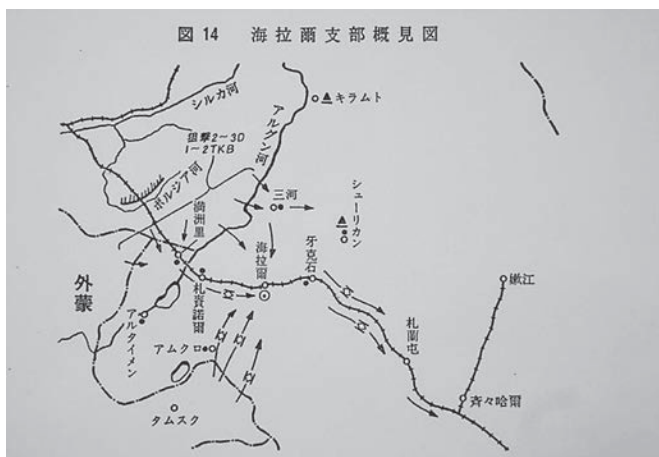 図 14 海拉爾支部概見図
シルカ河
キラムト
狙撃2〜3D
1〜2TKB
アルグン河
ボルジア河
三河
シューリカン
満洲里
海拉爾
牙克石
外蒙
札賚諾爾
嫩江
アルタイメン
アムクロ
札蘭屯
タムスク
斉々哈爾